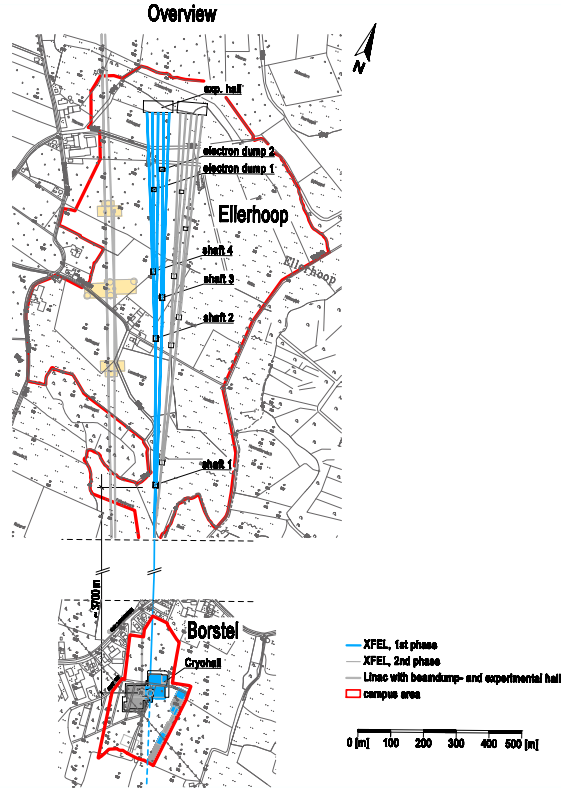 Overview
N
exp. hall
electron dump 2
electron dump 1
Ellerhoop
shaft 4
Ellerhoop
shaft 3
shaft 2
shaft 1
~ 3700 m
Borstel
Cryohall
XFEL, 1st phase
XFEL, 2nd phase
Linac with beamdump- and experimental hall
campus area
0 [m] 100 200 300 400 500 [m]